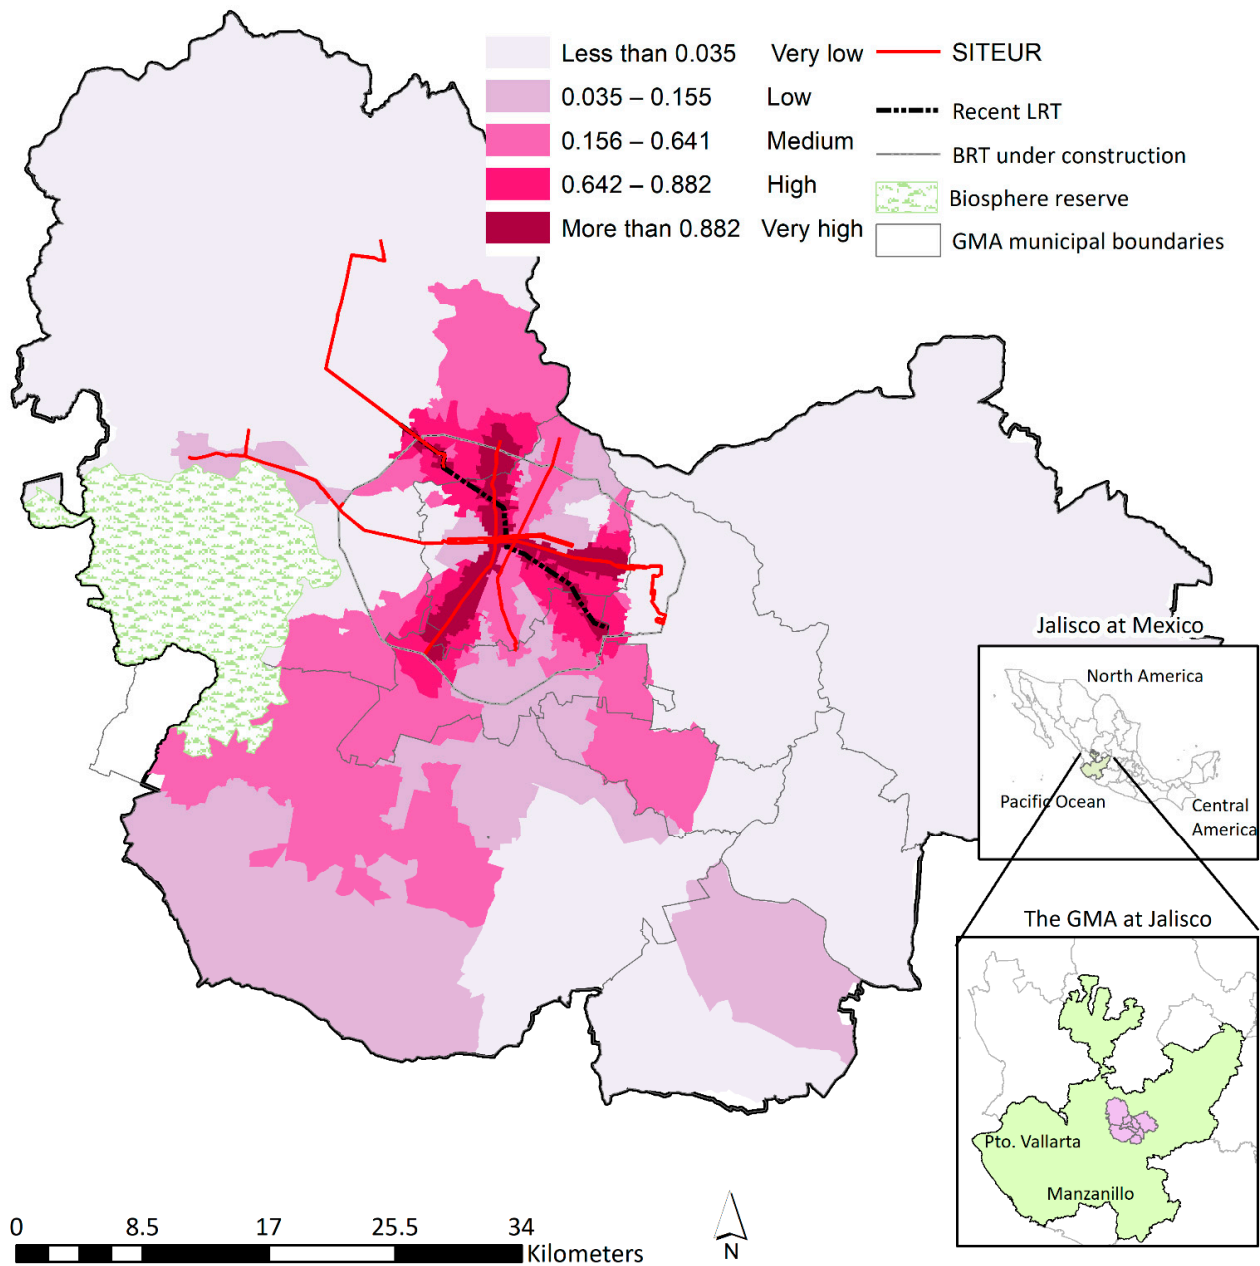 Less than 0.035 Very low
0.035 – 0.155 Low
0.156 – 0.641 Medium
0.642 – 0.882 High
More than 0.882 Very high
SITEUR
Recent LRT
BRT under construction
Biosphere reserve
GMA municipal boundaries
Jalisco at Mexico
North America
Pacific Ocean
Central
America
The GMA at Jalisco
Pto. Vallarta
Manzanillo
0 8.5 17 25.5 34
Kilometers
N